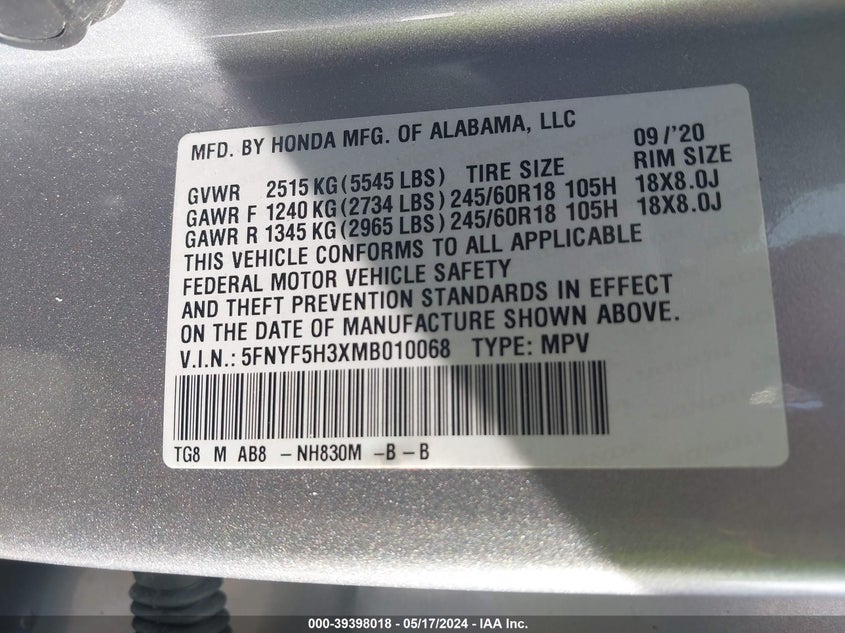 MFD. BY HONDA MFG. OF ALABAMA, LLC 09/'20
GVWR 2515 KG (5545 LBS) TIRE SIZE RIM SIZE
GAWR F 1240 KG (2734 LBS) 245/60R18 105H 18X8.0J
GAWR R 1345 KG (2965 LBS) 245/60R18 105H 18X8.0J
THIS VEHICLE CONFORMS TO ALL APPLICABLE
FEDERAL MOTOR VEHICLE SAFETY
AND THEFT PREVENTION STANDARDS IN EFFECT
ON THE DATE OF MANUFACTURE SHOWN ABOVE.
V.I.N.: 5FNYF5H3XMB010068 TYPE: MPV
TG8 M AB8 -NH830M -B-B
000-39398018 - 05/17/2024 - IAA Inc.